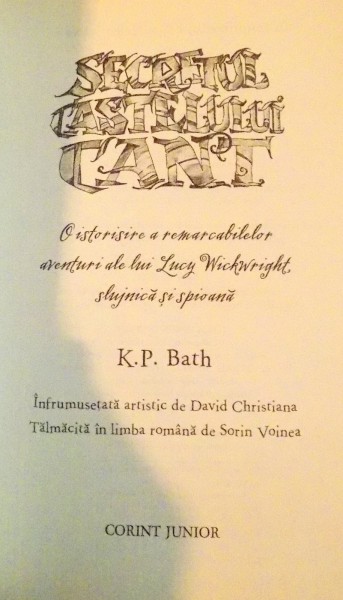 SECRETUL
CASTELULUI
CANT
O istorisire a remarcabilelor
aventuri ale lui Lucy Wickwright,
slujnică și spioană
K.P. Bath
Înfrumusețată artistic de David Christiana
Tălmăcită în limba română de Sorin Voinea
CORINT JUNIOR